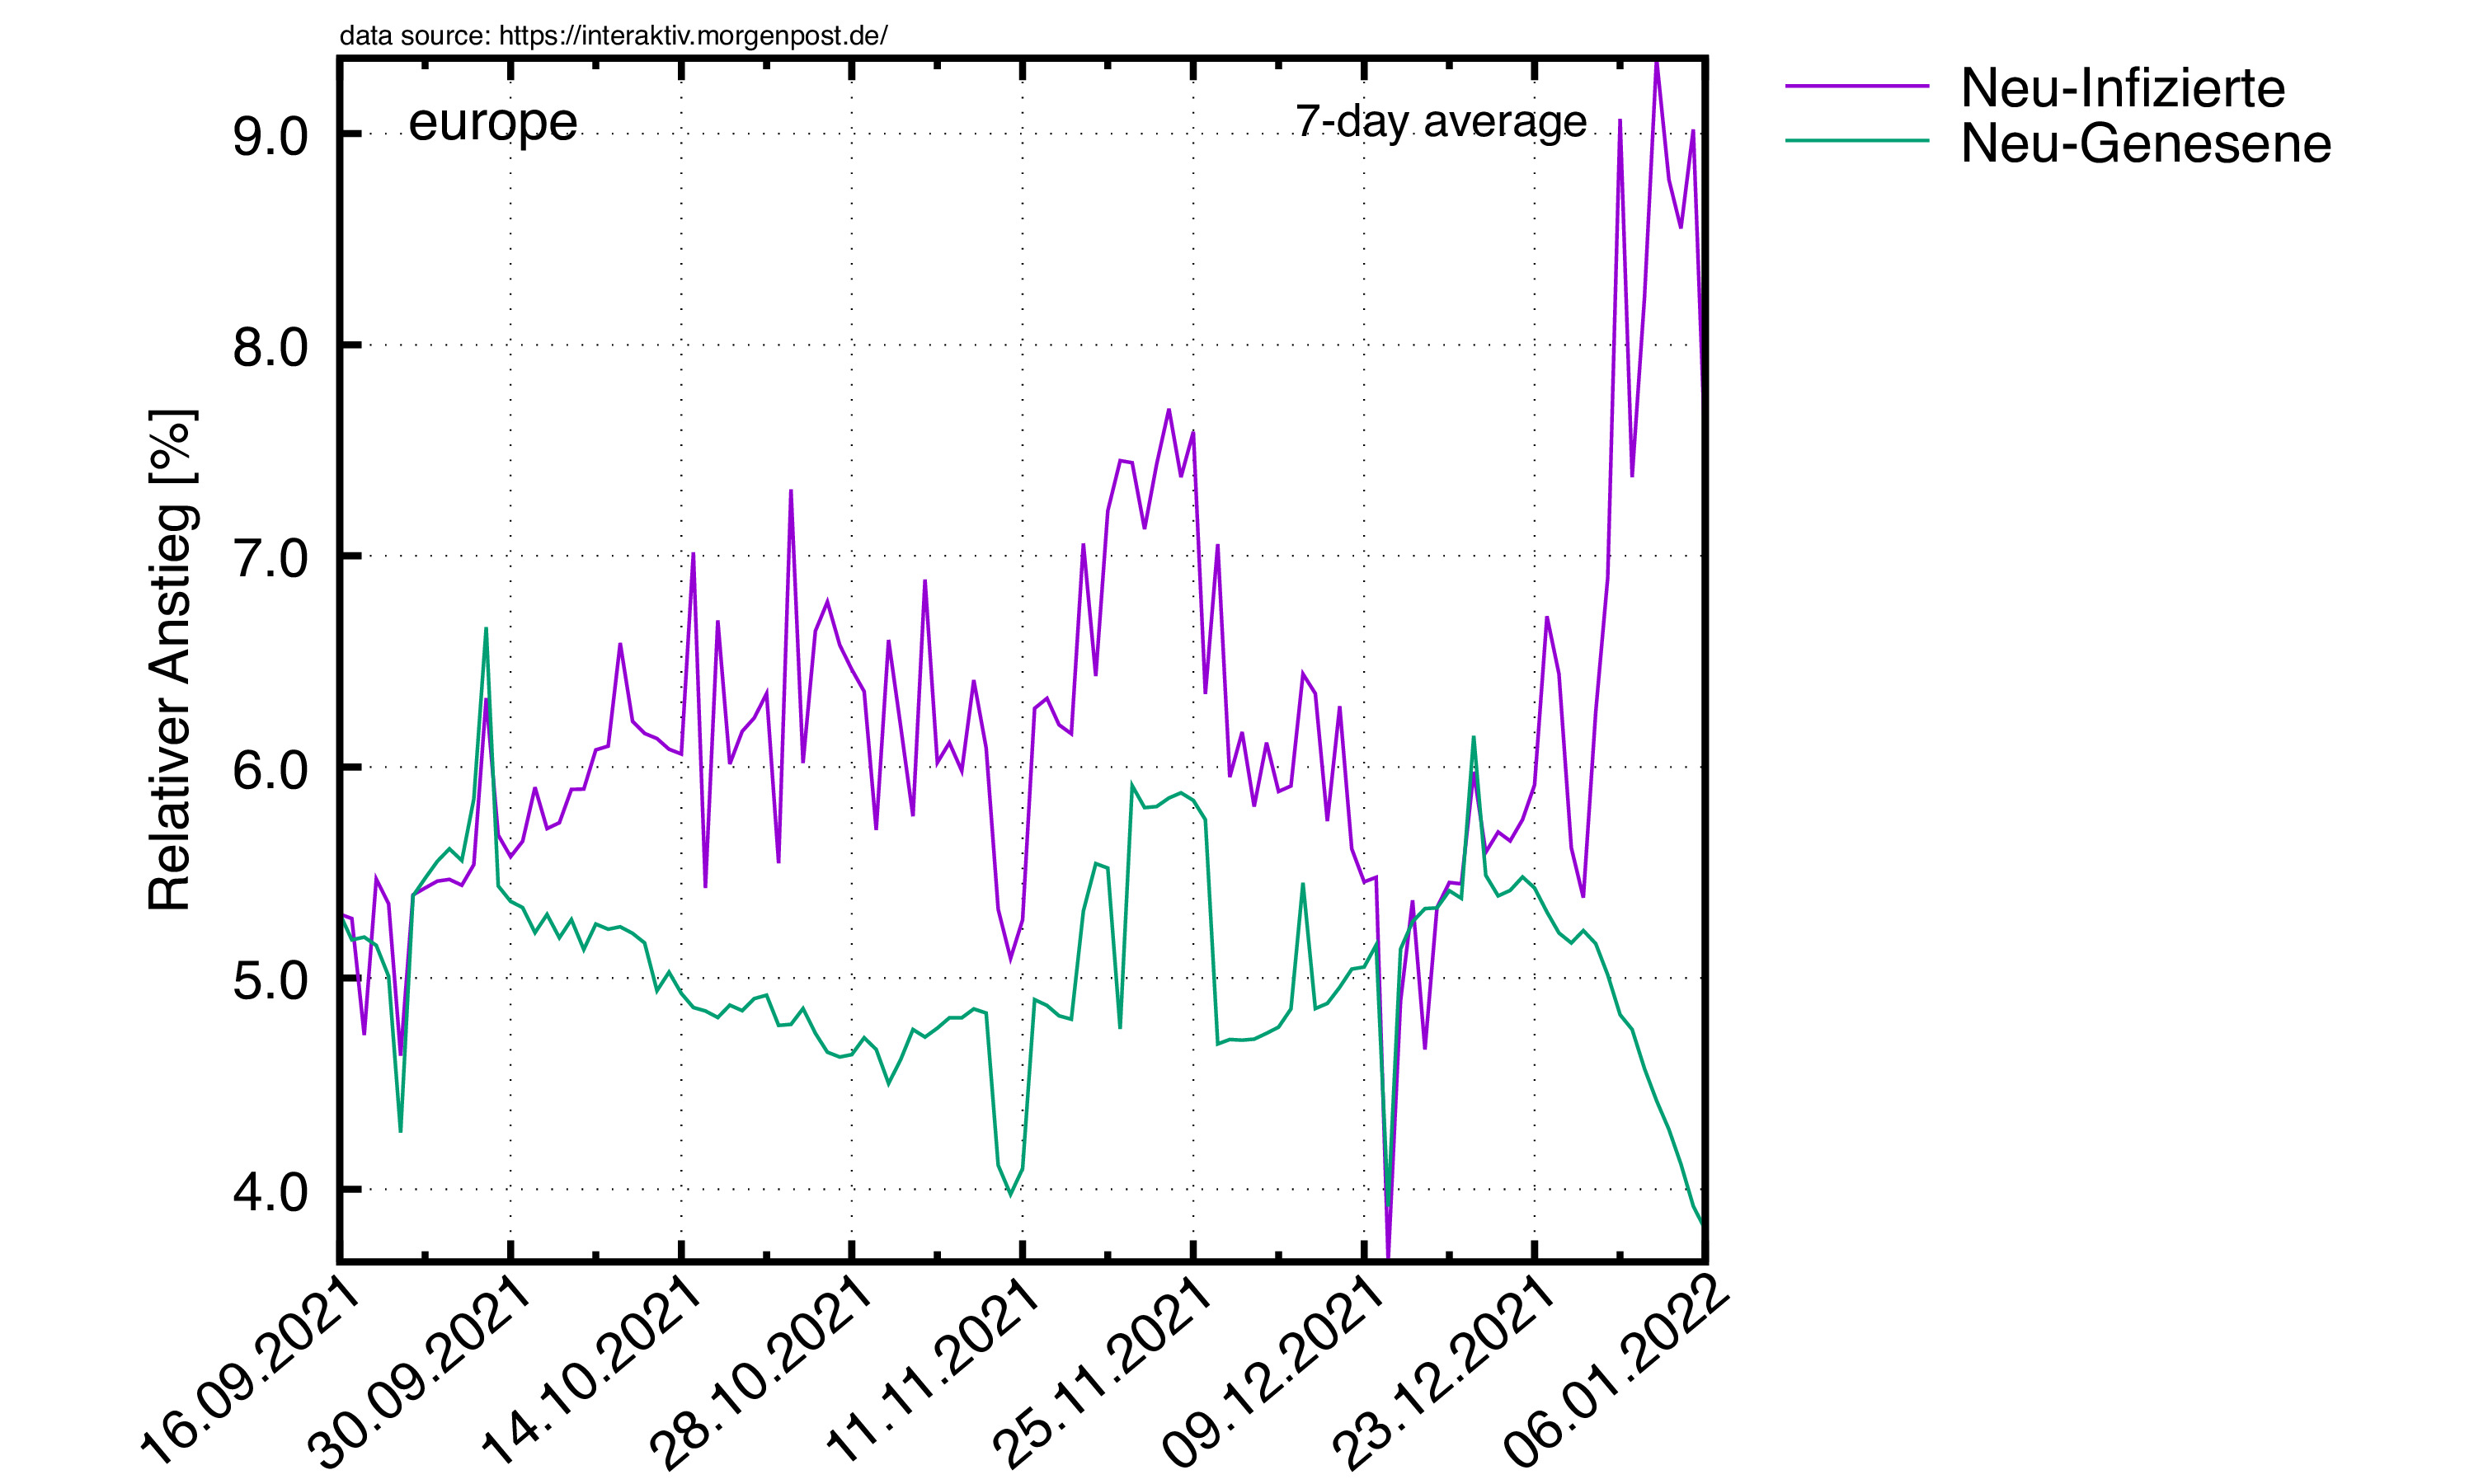 data source: https://interaktiv.morgenpost.de/
europe
7-day average
Neu-Infizierte
Neu-Genesene
Relativer Anstieg [%]
9.0
8.0
7.0
6.0
5.0
4.0
16.09.2021
30.09.2021
14.10.2021
28.10.2021
11.11.2021
25.11.2021
09.12.2021
23.12.2021
06.01.2022